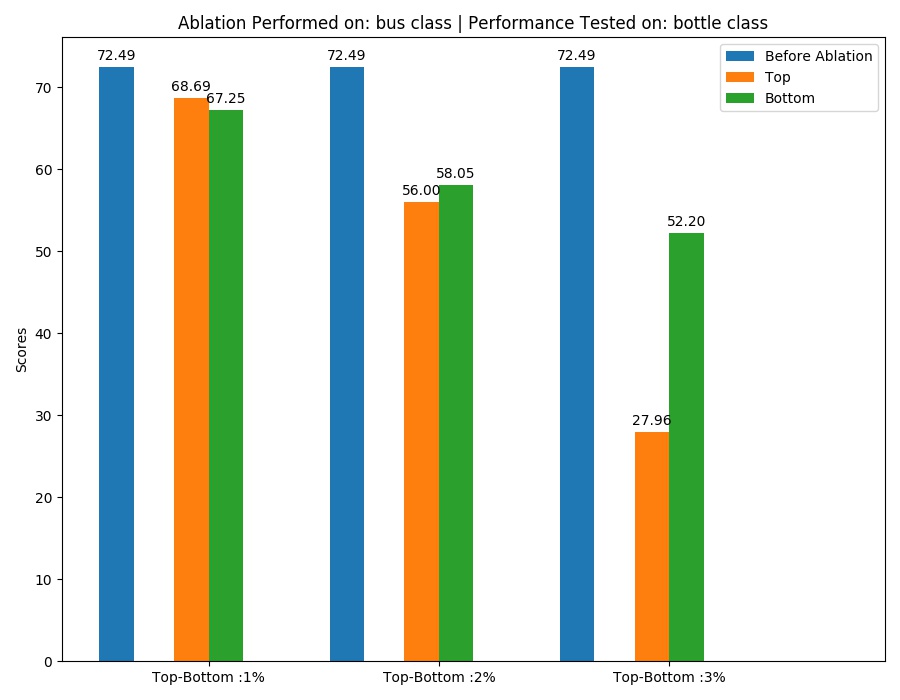 Ablation Performed on: bus class | Performance Tested on: bottle class
72.49
68.69
67.25
72.49
56.00
58.05
72.49
27.96
52.20
Before Ablation
Top
Bottom
Scores
70
60
50
40
30
20
10
0
Top-Bottom :1%
Top-Bottom :2%
Top-Bottom :3%